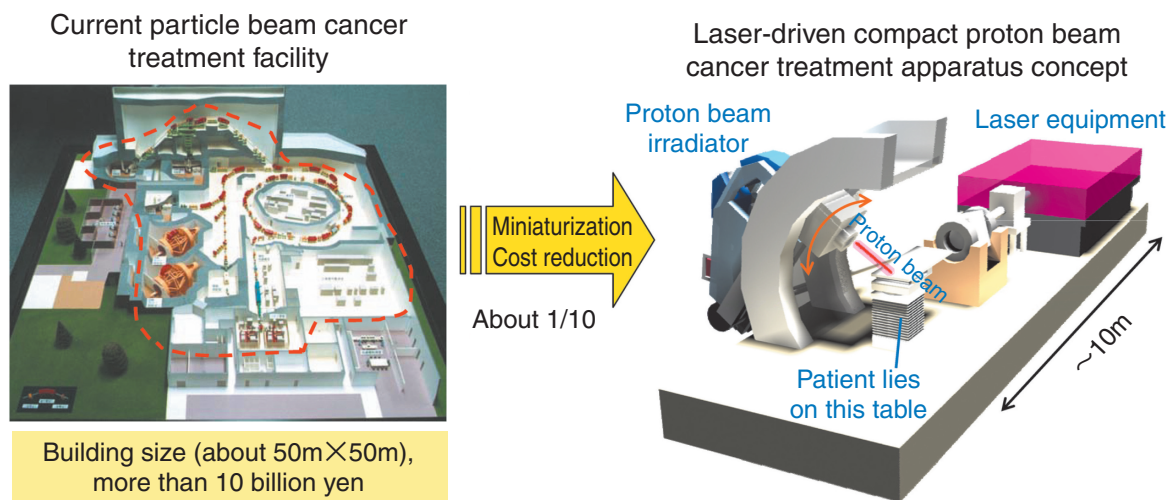 Current particle beam cancer
treatment facility
Building size (about 50m×50m),
more than 10 billion yen
Miniaturization
Cost reduction
About 1/10
Laser-driven compact proton beam
cancer treatment apparatus concept
Proton beam
irradiator
Laser equipment
Proton beam
Patient lies
on this table
~10m